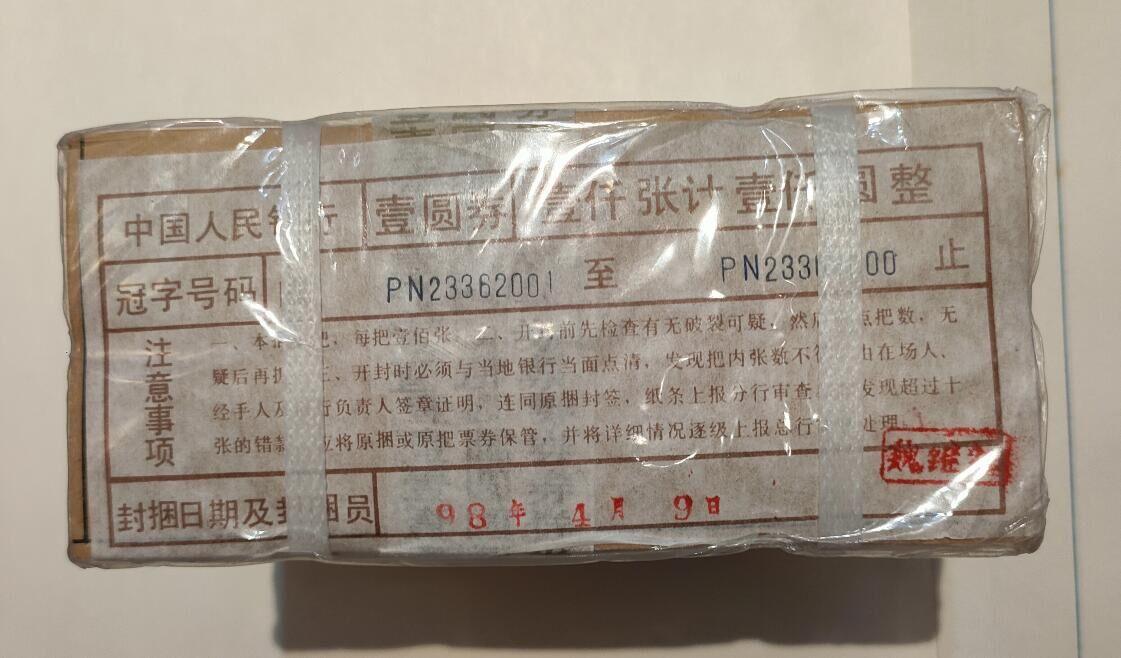 中国人民银行 壹圆券 壹仟张计壹仟圆整
冠字号码 PN23362001 至 PN233 00 止
注意事项
一、本 把，每把壹佰张、二、开 前先检查有无破裂可疑，然后 点把数，无
疑后再 三、开封时必须与当地银行当面点清，发现把内张数不 由在场人、
经手人及 行负责人签章证明，连同原捆封签，纸条上报分行审查 发现超过十
张的错款 应将原捆或原把票券保管，并将详细情况逐级上报总行 处理
魏维
封捆日期及封捆员 98年 4月 9日